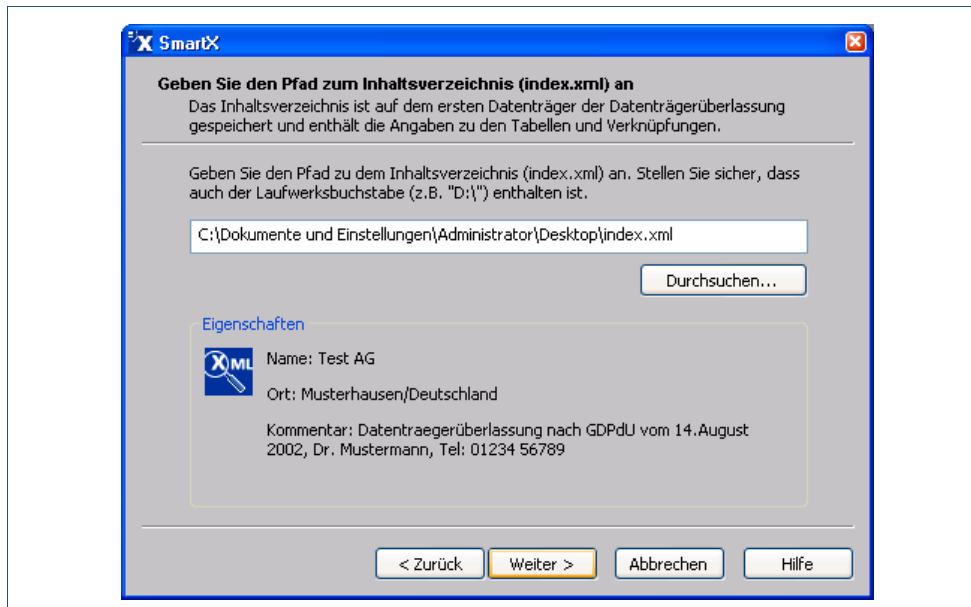 SmartX
Geben Sie den Pfad zum Inhaltsverzeichnis (index.xml) an
Das Inhaltsverzeichnis ist auf dem ersten Datenträger der Datenträgerüberlassung
gespeichert und enthält die Angaben zu den Tabellen und Verknüpfungen.
Geben Sie den Pfad zu dem Inhaltsverzeichnis (index.xml) an. Stellen Sie sicher, dass
auch der Laufwerksbuchstabe (z.B. "D:\") enthalten ist.
C:\Dokumente und Einstellungen\Administrator\Desktop\index.xml
Durchsuchen...
Eigenschaften
XML
Name: Test AG
Ort: Musterhausen/Deutschland
Kommentar: Datentraegerüberlassung nach GDPdU vom 14.August
2002, Dr. Mustermann, Tel: 01234 56789
< Zurück Weiter > Abbrechen Hilfe